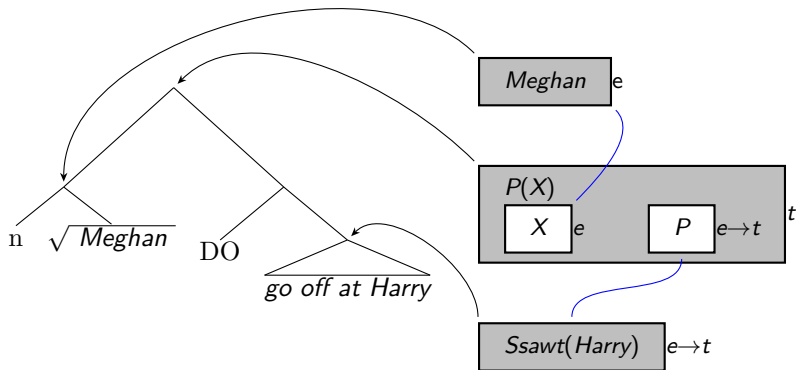 Meghan e
P(X)
X e
P e→t
t
n √Meghan
DO
go off at Harry
Ssawt(Harry) e→t